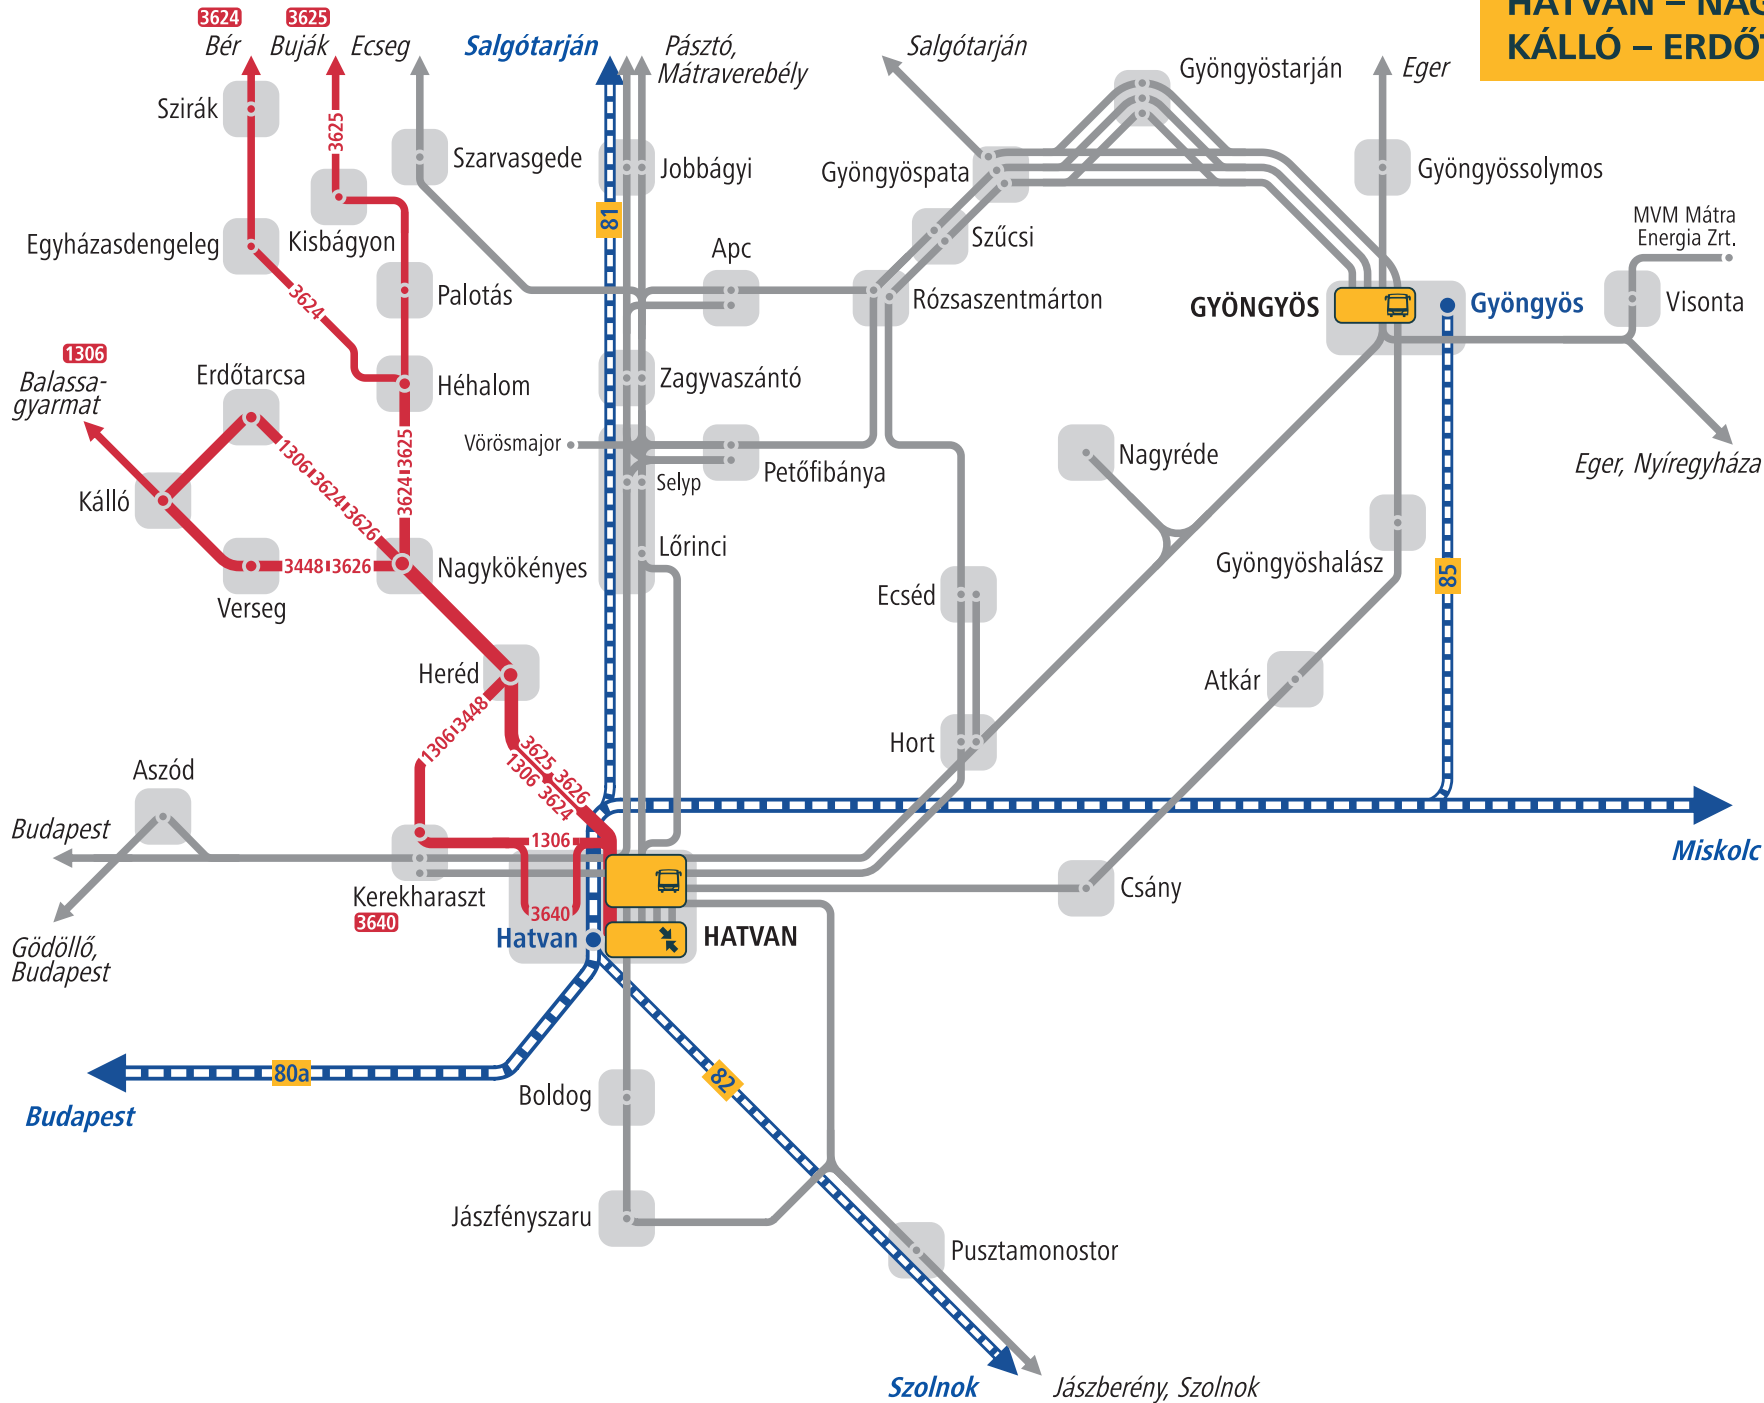 HATVAN – NAG
KÁLLÓ – ERDŐT
3624
3625
Bér
Buják
Ecseg
Salgótarján
Pásztó,
Mátraverebély
Salgótarján
Gyöngyöstarján
Eger
Szirák
3625
Szarvasgede
Jobbágyi
Gyöngyöspata
Gyöngyössolymos
81
MVM Mátra
Energia Zrt.
Egyházasdengeleg
Kisbágyon
Apc
Szűcsi
3624
Palotás
Rózsaszentmárton
GYÖNGYÖS
Gyöngyös
Visonta
1306
Balassa-
gyarmat
Erdőtarcsa
Héhalom
Zagyvaszántó
Vörösmajor
1306 3624 3626
3624 3625
Petőfibánya
Nagyréde
Eger, Nyíregyháza
Kálló
Selyp
Lőrinci
Gyöngyöshalász
3448 3626
Nagykökényes
85
Verseg
Ecséd
Heréd
Atkár
1306 3448
3625 3626
1306 3624
Hort
Aszód
Budapest
1306
Miskolc
Kerekharaszt
3640
3640
Csány
Hatvan
HATVAN
Gödöllő,
Budapest
80a
82
Boldog
Budapest
Jászfényszaru
Pusztamonostor
Szolnok
Jászberény, Szolnok